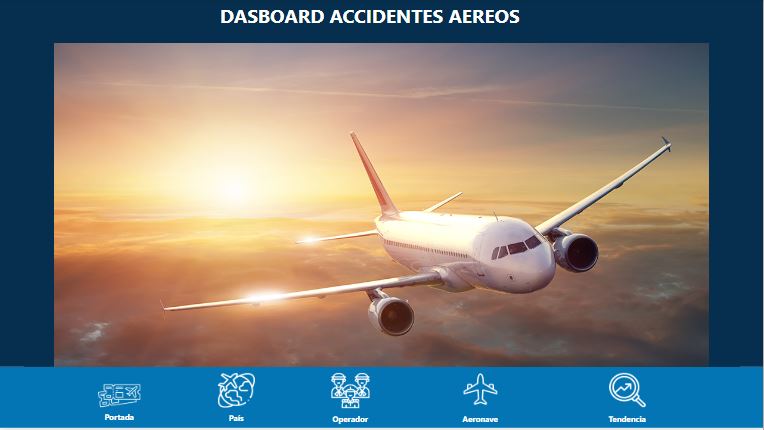 DASBOARD ACCIDENTES AEREOS
Portada
País
Operador
Aeronave
Tendencia